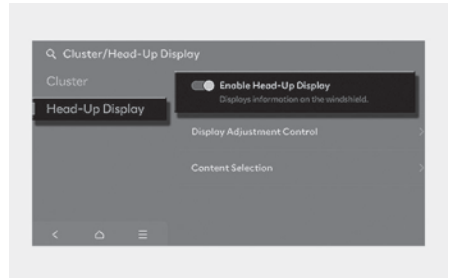 Cluster/Head-Up Display
Cluster
Head-Up Display
Enable Head-Up Display
Displays information on the windshield.
Display Adjustment Control
Content Selection